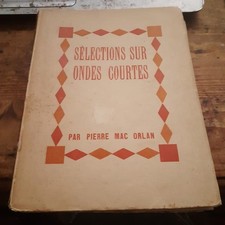 SÉLECTIONS SUR
ONDES COURTES
PAR PIERRE MAC ORLAN